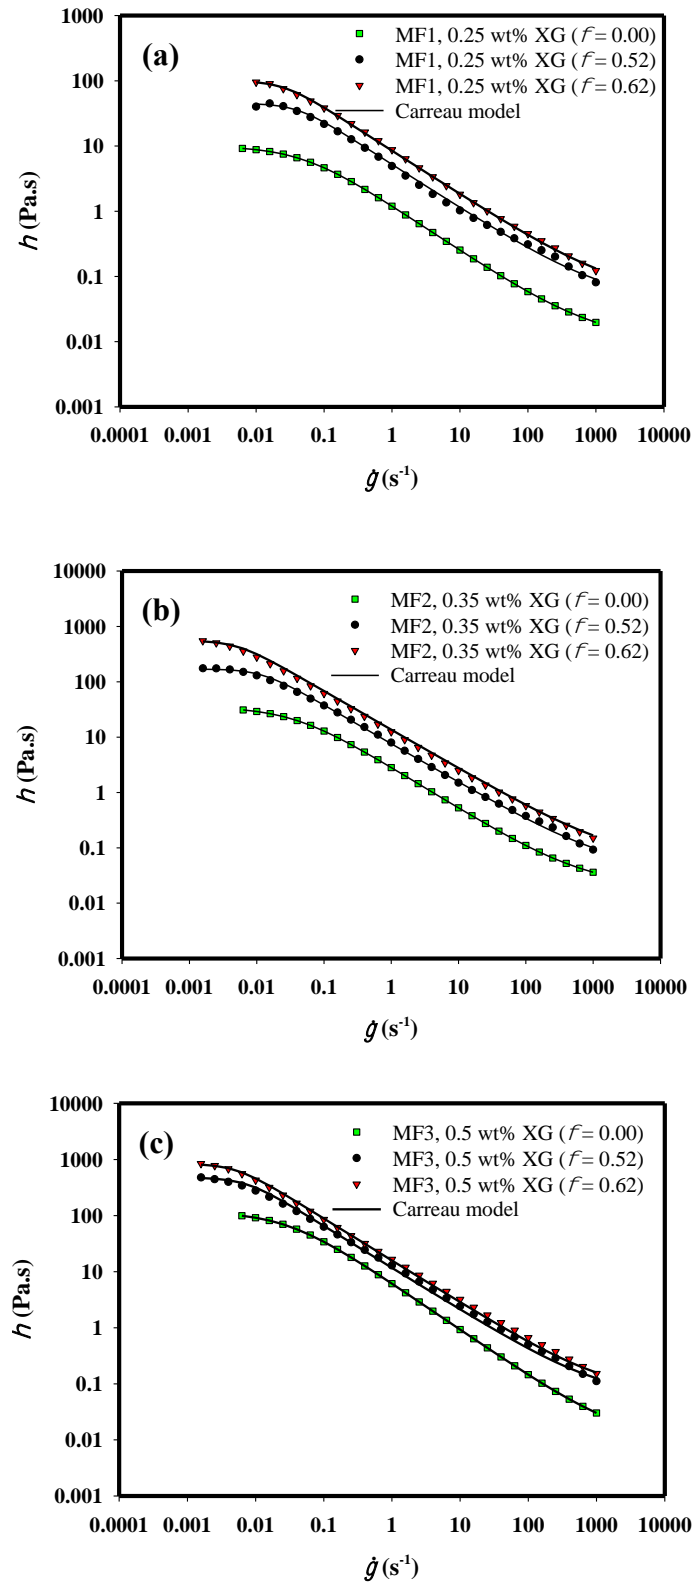 1000
(a)
MF1, 0.25 wt% XG (f = 0.00)
MF1, 0.25 wt% XG (f = 0.52)
100
MF1, 0.25 wt% XG (f = 0.62)
Carreau model
10
h (Pa.s)
1
0.1
0.01
0.001
0.0001 0.001 0.01 0.1 1 10 100 1000 10000
ġ (s-1)
10000
(b)
MF2, 0.35 wt% XG (f = 0.00)
MF2, 0.35 wt% XG (f = 0.52)
1000
MF2, 0.35 wt% XG (f = 0.62)
Carreau model
100
10
h (Pa.s)
1
0.1
0.01
0.001
0.0001 0.001 0.01 0.1 1 10 100 1000 10000
ġ (s-1)
10000
(c)
MF3, 0.5 wt% XG (f = 0.00)
MF3, 0.5 wt% XG (f = 0.52)
1000
MF3, 0.5 wt% XG (f = 0.62)
Carreau model
100
10
h (Pa.s)
1
0.1
0.01
0.001
0.0001 0.001 0.01 0.1 1 10 100 1000 10000
ġ (s-1)